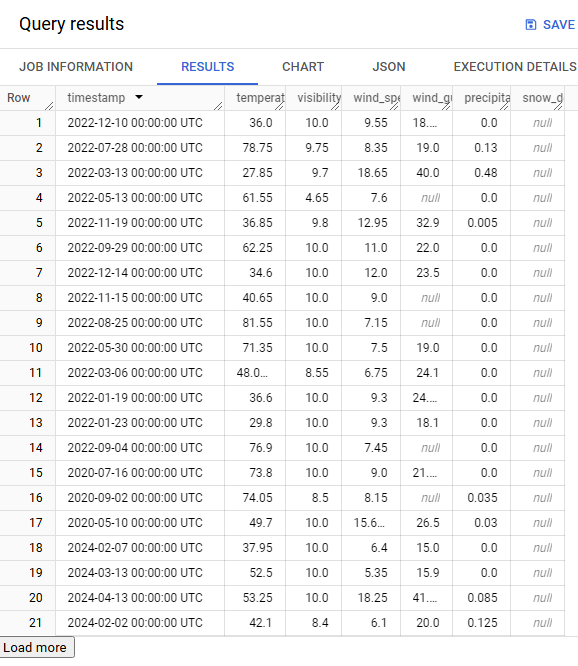 Query results SAVE
JOB INFORMATION RESULTS CHART JSON EXECUTION DETAILS
Row timestamp temperat visibility wind_spe wind_gu precipita snow_d
1 2022-12-10 00:00:00 UTC 36.0 10.0 9.55 18.... 0.0 null
2 2022-07-28 00:00:00 UTC 78.75 9.75 8.35 19.0 0.13 null
3 2022-03-13 00:00:00 UTC 27.85 9.7 18.65 40.0 0.48 null
4 2022-05-13 00:00:00 UTC 61.55 4.65 7.6 null 0.0 null
5 2022-11-19 00:00:00 UTC 36.85 9.8 12.95 32.9 0.005 null
6 2022-09-29 00:00:00 UTC 62.25 10.0 11.0 22.0 0.0 null
7 2022-12-14 00:00:00 UTC 34.6 10.0 12.0 23.5 0.0 null
8 2022-11-15 00:00:00 UTC 40.65 10.0 9.0 null 0.0 null
9 2022-08-25 00:00:00 UTC 81.55 10.0 7.15 null 0.0 null
10 2022-05-30 00:00:00 UTC 71.35 10.0 7.5 19.0 0.0 null
11 2022-03-06 00:00:00 UTC 48.0... 8.55 6.75 24.1 0.0 null
12 2022-01-19 00:00:00 UTC 36.6 10.0 9.3 24.... 0.0 null
13 2022-01-23 00:00:00 UTC 29.8 10.0 9.3 18.1 0.0 null
14 2022-09-04 00:00:00 UTC 76.9 10.0 7.45 null 0.0 null
15 2020-07-16 00:00:00 UTC 73.8 10.0 9.0 21.... 0.0 null
16 2020-09-02 00:00:00 UTC 74.05 8.5 8.15 null 0.035 null
17 2020-05-10 00:00:00 UTC 49.7 10.0 15.6... 26.5 0.03 null
18 2024-02-07 00:00:00 UTC 37.95 10.0 6.4 15.0 0.0 null
19 2024-03-13 00:00:00 UTC 52.5 10.0 5.35 15.9 0.0 null
20 2024-04-13 00:00:00 UTC 53.25 10.0 18.25 41.... 0.085 null
21 2024-02-02 00:00:00 UTC 42.1 8.4 6.1 20.0 0.125 null
Load more